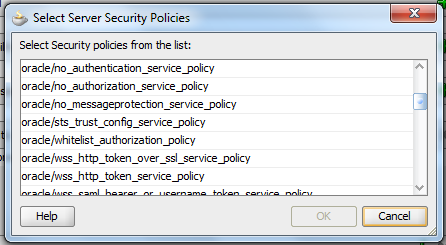 Select Server Security Policies
Select Security policies from the list:
oracle/no_authentication_service_policy
oracle/no_authorization_service_policy
oracle/no_messageprotection_service_policy
oracle/sts_trust_config_service_policy
oracle/whitelist_authorization_policy
oracle/wss_http_token_over_ssl_service_policy
oracle/wss_http_token_service_policy
oracle/wss_saml_bearer_or_username_token_service_policy
Help
OK
Cancel